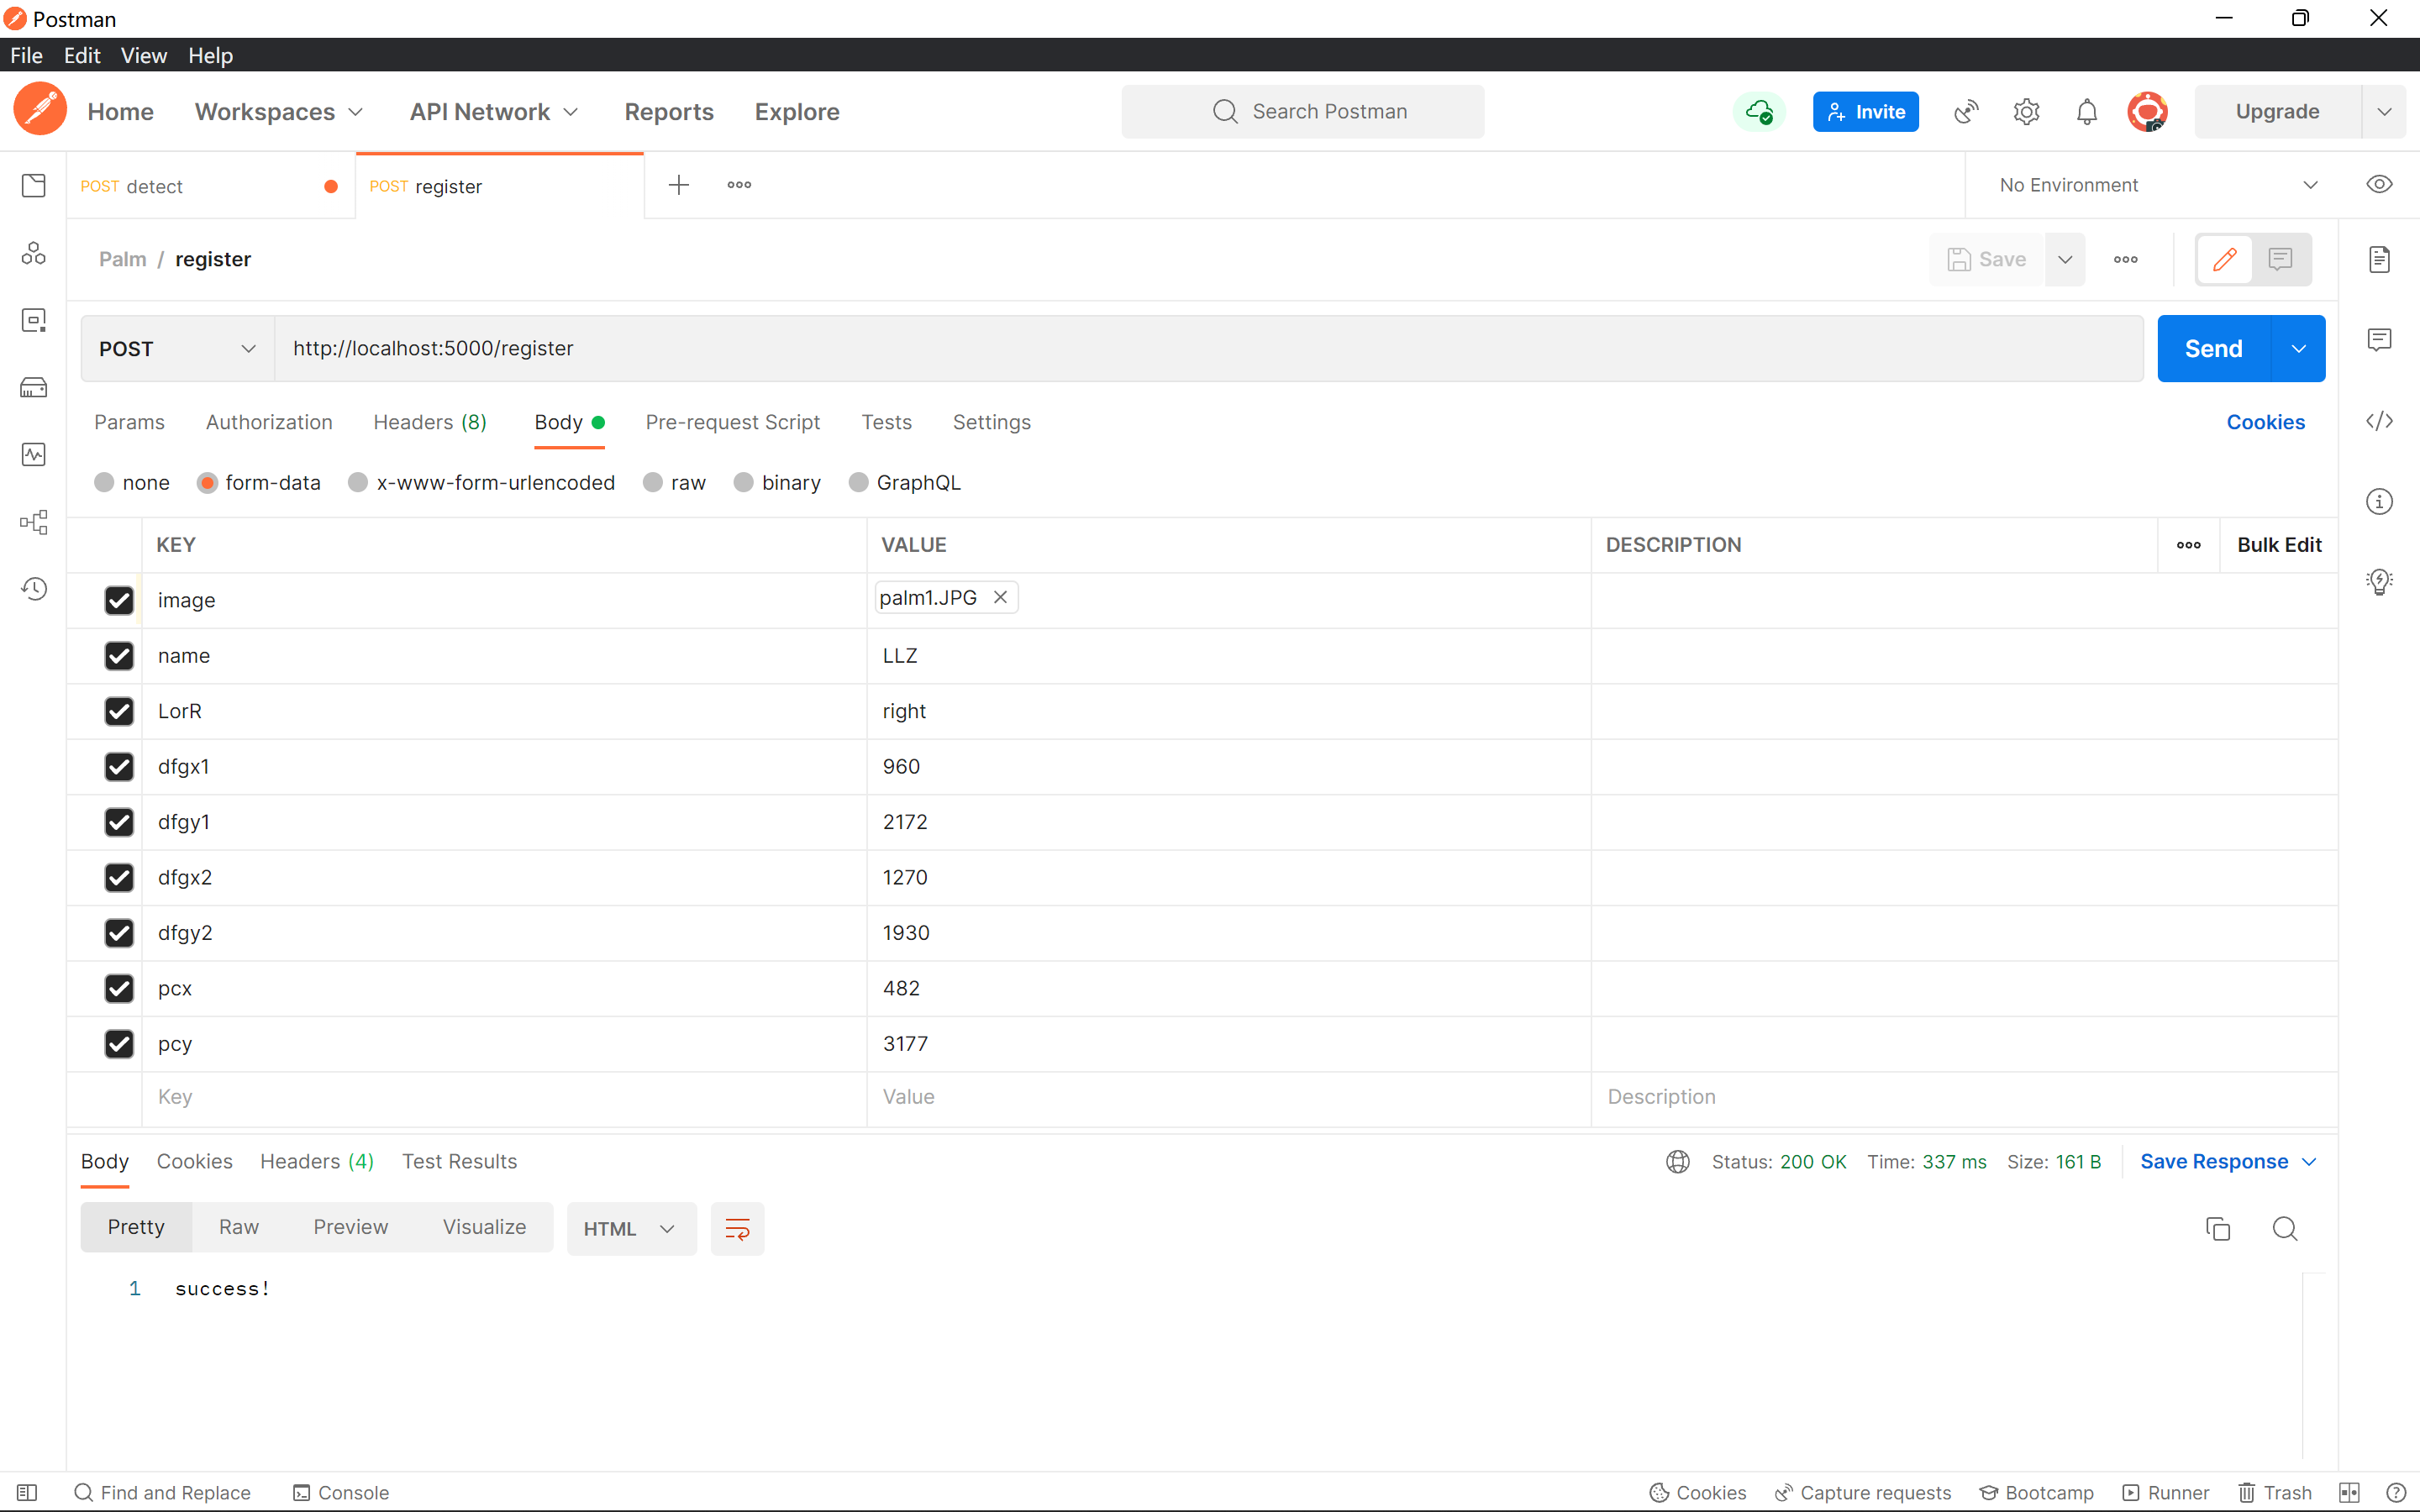 Postman
File Edit View Help
Home Workspaces API Network Reports Explore Search Postman Invite Upgrade
POST detect POST register No Environment
Palm / register Save
POST http://localhost:5000/register Send
Params Authorization Headers (8) Body Pre-request Script Tests Settings Cookies
none form-data x-www-form-urlencoded raw binary GraphQL
KEY VALUE DESCRIPTION Bulk Edit
image palm1.JPG
name LLZ
LorR right
dfgx1 960
dfgy1 2172
dfgx2 1270
dfgy2 1930
pcx 482
pcy 3177
Key Value Description
Body Cookies Headers (4) Test Results Status: 200 OK Time: 337 ms Size: 161 B Save Response
Pretty Raw Preview Visualize HTML
1 success!
Find and Replace Console Cookies Capture requests Bootcamp Runner Trash